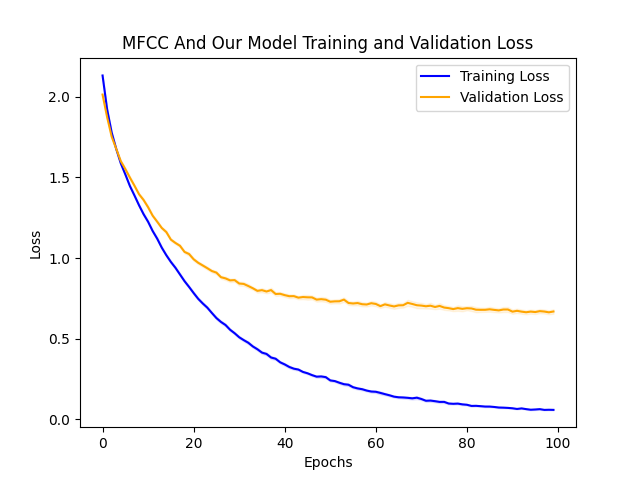 MFCC And Our Model Training and Validation Loss
Training Loss
Validation Loss
2.0
1.5
1.0
0.5
0.0
Loss
0 20 40 60 80 100
Epochs